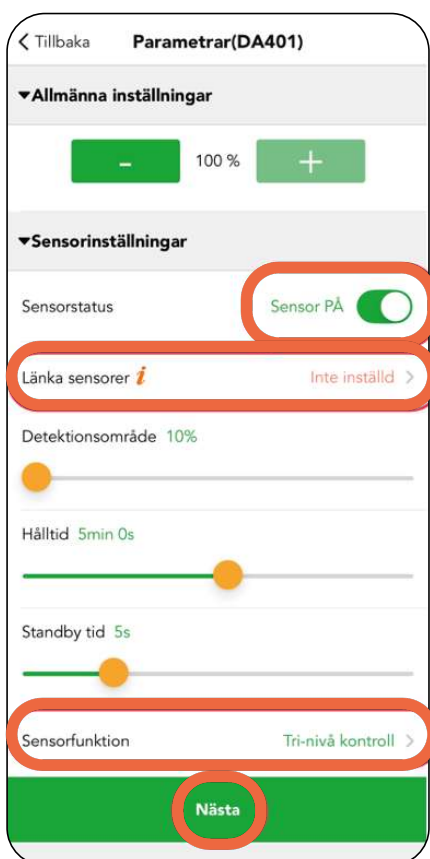 Tillbaka Parametrar(DA401)
Allmänna inställningar
- 100 % +
Sensorinställningar
Sensorstatus Sensor PÅ
Länka sensorer i Inte inställd
Detektionsområde 10%
Hålltid 5min 0s
Standby tid 5s
Sensorfunktion Tri-nivå kontroll
Nästa